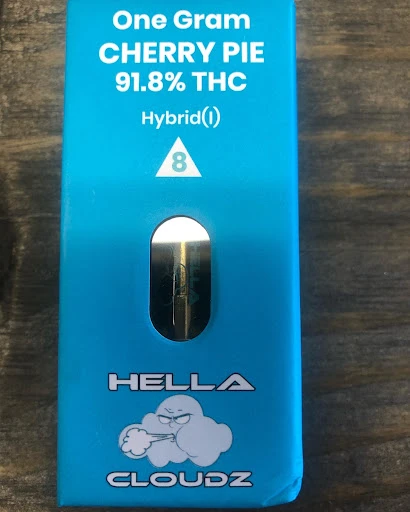 One Gram
CHERRY PIE
91.8% THC
Hybrid(I)
8
HELLA
CLOUDZ